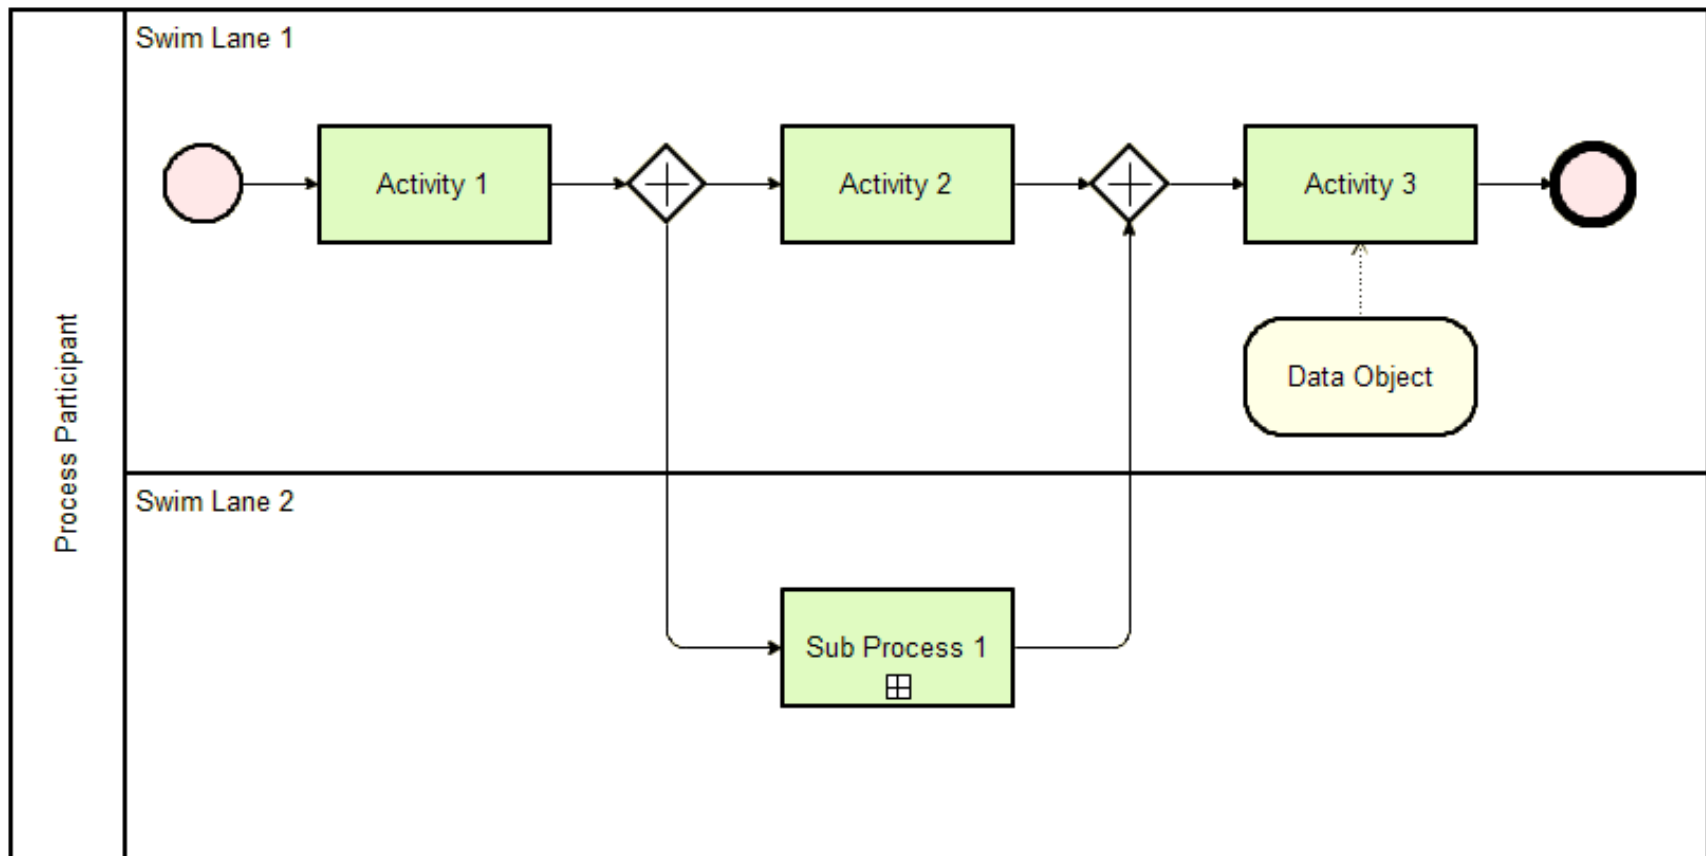 Swim Lane 1
Activity 1
Activity 2
Activity 3
Data Object
Process Participant
Swim Lane 2
Sub Process 1